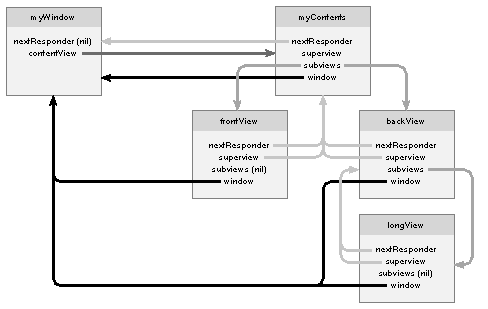 myWindow
nextResponder (nil)
contentView
myContents
nextResponder
superview
subviews
window
frontView
nextResponder
superview
subviews (nil)
window
backView
nextResponder
superview
subviews
window
longView
nextResponder
superview
subviews (nil)
window